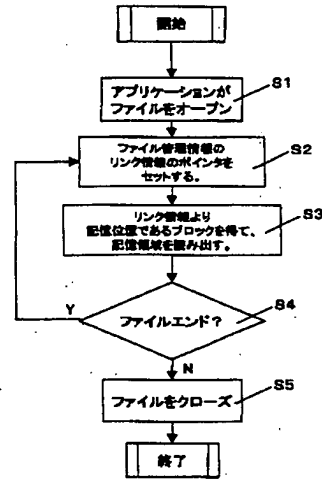 開始
アプリケーションが
ファイルをオープン
S1
ファイル管理情報の
リンク情報のポインタを
セットする。
S2
リンク情報より
記憶位置であるブロックを得て、
記憶領域を読み出す。
S3
ファイルエンド?
S4
Y
N
ファイルをクローズ
S5
終了